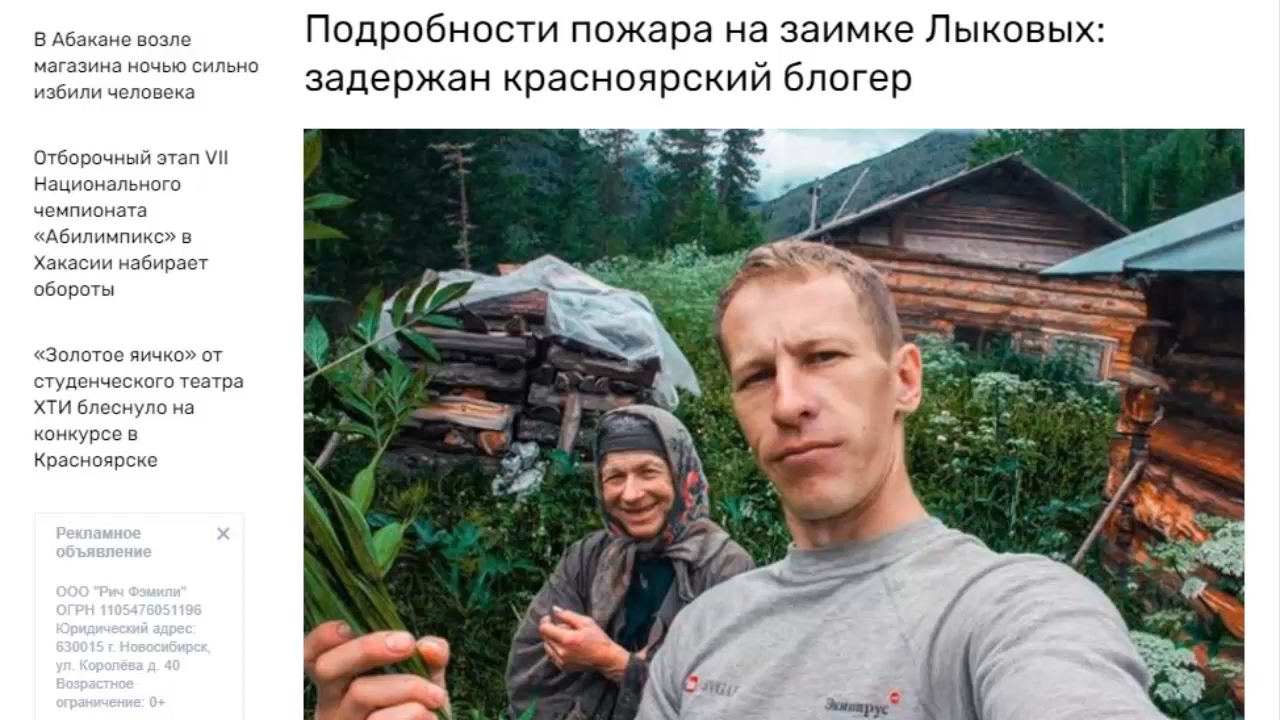 В Абакане возле
магазина ночью сильно
избили человека
Отборочный этап VII
Национального
чемпионата
«Абилимпикс» в
Хакасии набирает
обороты
«Золотое яичко» от
студенческого театра
ХТИ блеснуло на
конкурсе в
Красноярске
Рекламное
объявление
ООО "Рич Фэмили"
ОГРН 1105476051196
Юридический адрес:
630015 г. Новосибирск,
ул. Королёва д. 40
Возрастное
ограничение: 0+
Подробности пожара на заимке Лыковых:
задержан красноярский блогер
Экипирус